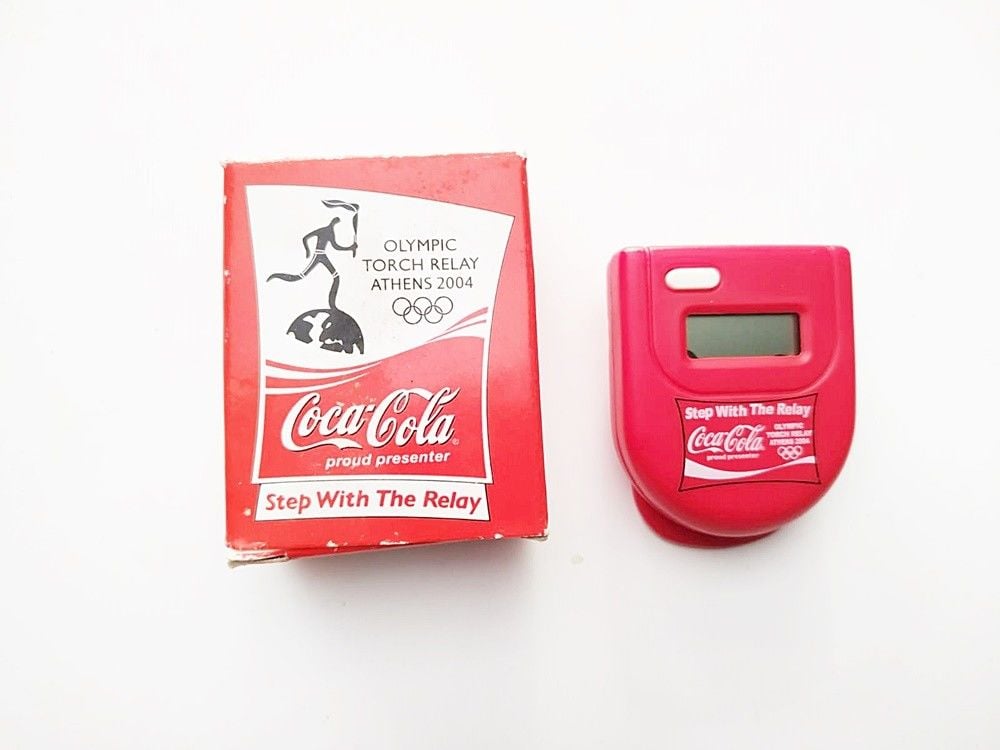 OLYMPIC
TORCH RELAY
ATHENS 2004
Coca-Cola®
proud presenter
Step With The Relay
Step With The Relay
Coca-Cola
proud presenter
OLYMPIC
TORCH RELAY
ATHENS 2004